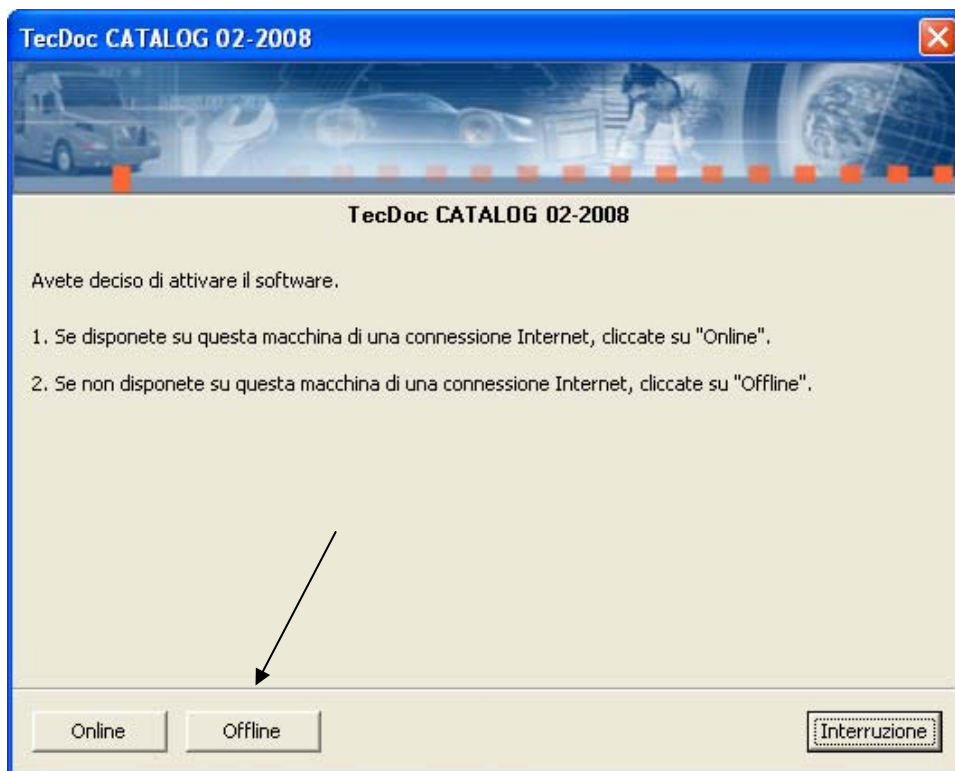 TecDoc CATALOG 02-2008
TecDoc CATALOG 02-2008
Avete deciso di attivare il software.
1. Se disponete su questa macchina di una connessione Internet, cliccate su "Online".
2. Se non disponete su questa macchina di una connessione Internet, cliccate su "Offline".
Online Offline Interruzione